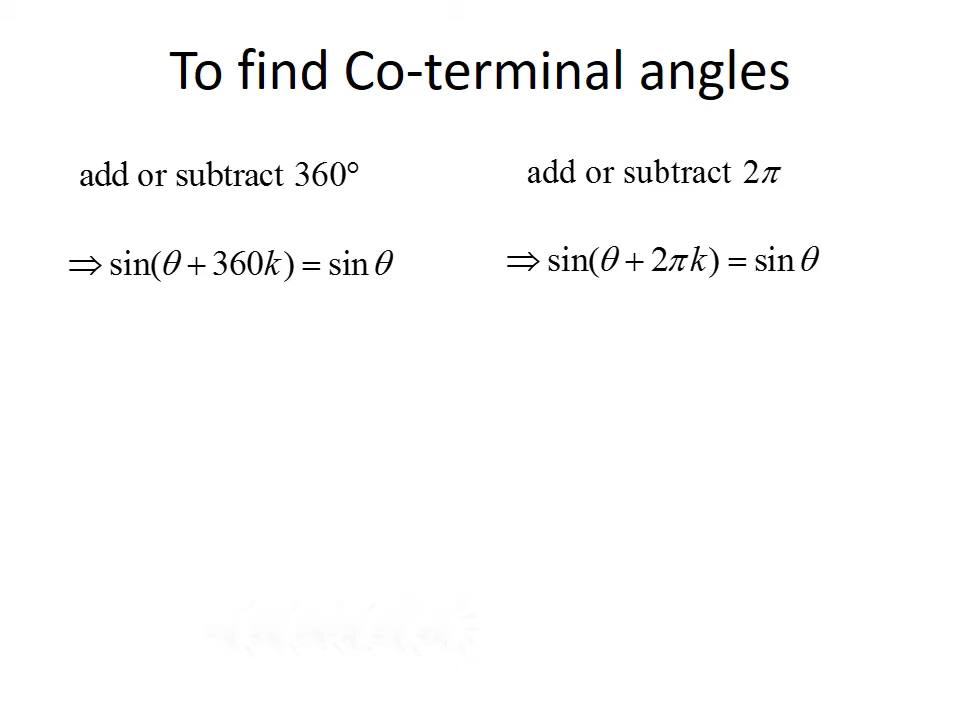 To find Co-terminal angles
add or subtract 360°
⇒ sin(θ + 360k) = sin θ
add or subtract 2π
⇒ sin(θ + 2πk) = sin θ